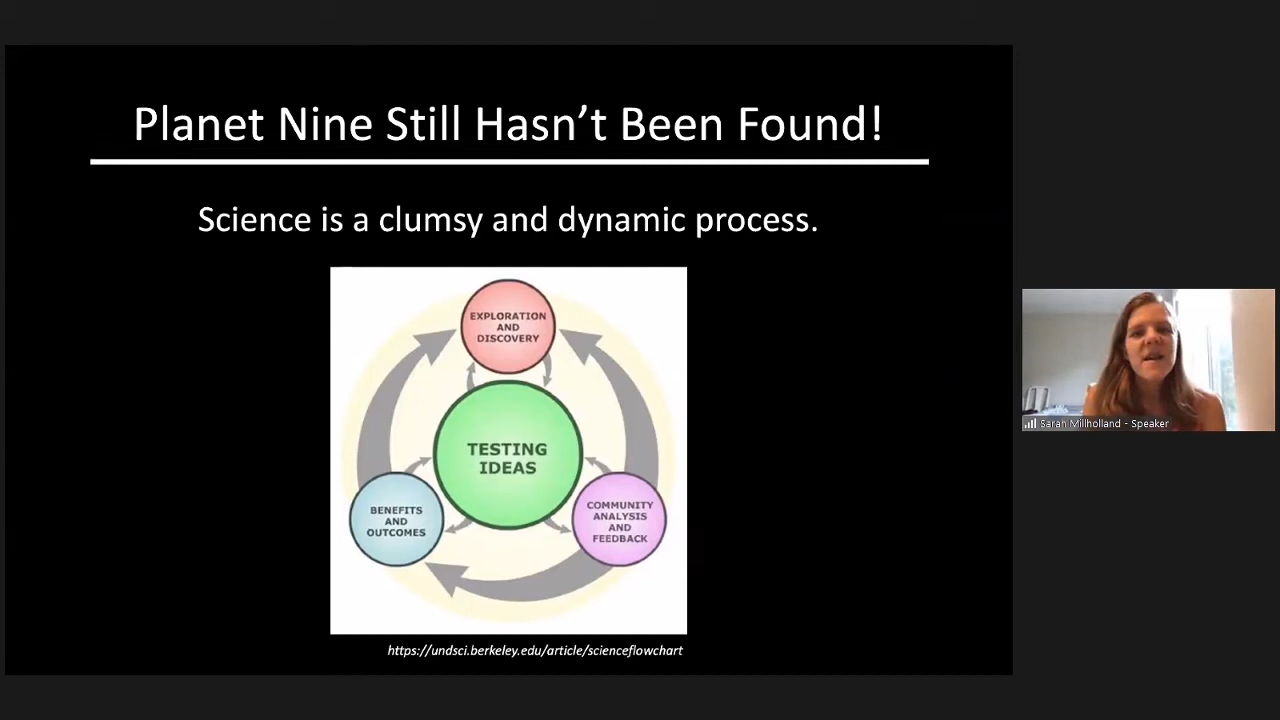 Planet Nine Still Hasn’t Been Found!
Science is a clumsy and dynamic process.
EXPLORATION
AND
DISCOVERY
TESTING
IDEAS
BENEFITS
AND
OUTCOMES
COMMUNITY
ANALYSIS
AND
FEEDBACK
https://undsci.berkeley.edu/article/scienceflowchart
Sarah Millholland - Speaker